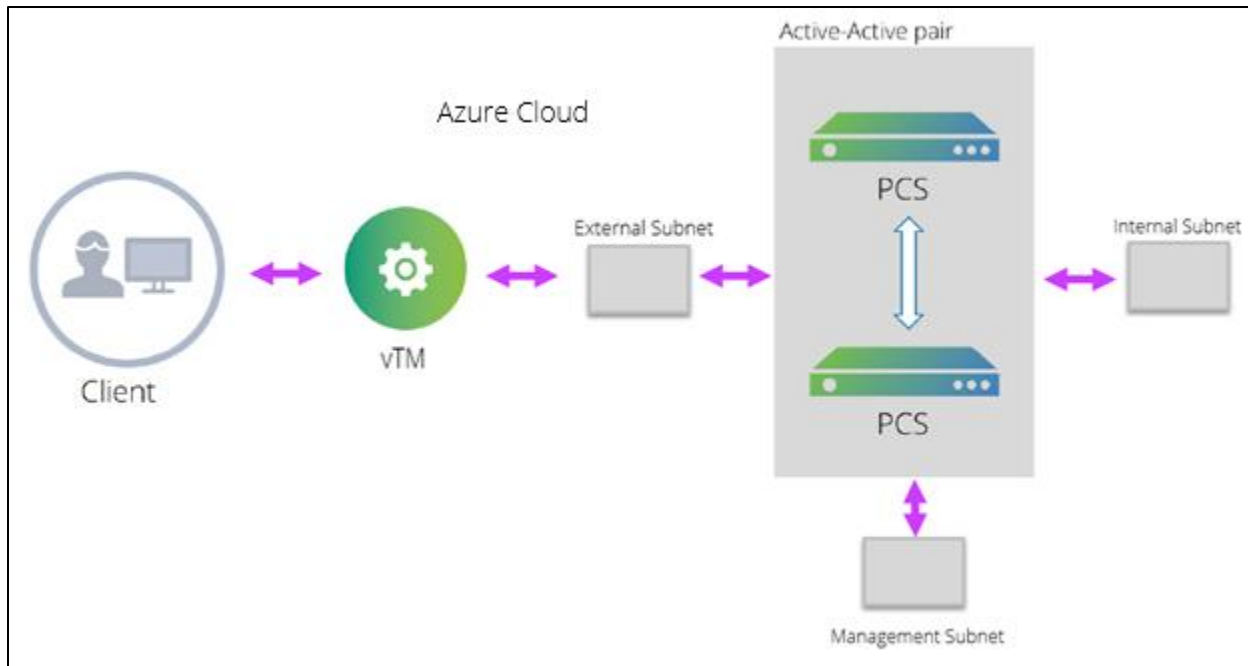 Active-Active pair
Azure Cloud
PCS
External Subnet
Internal Subnet
vTM
Client
PCS
Management Subnet